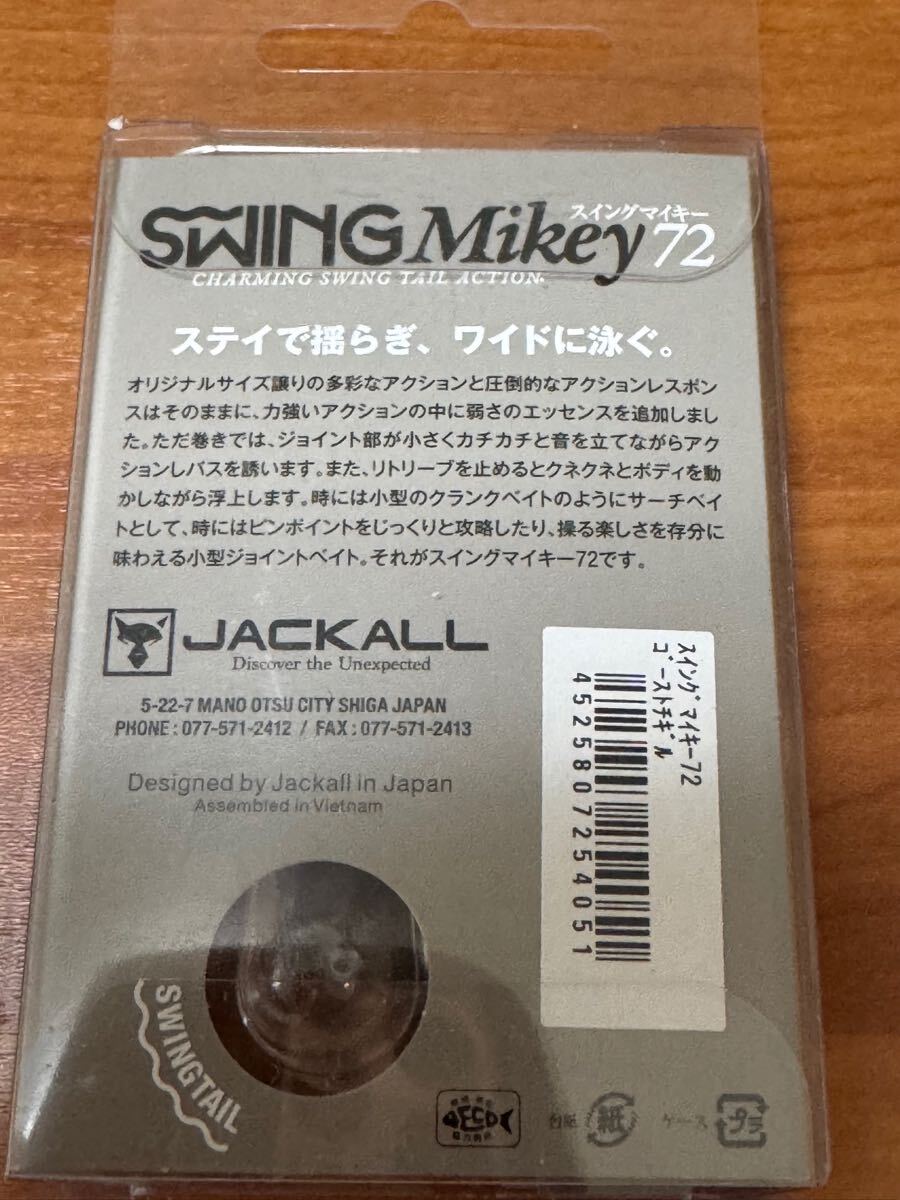 スイングマイキー
SWING Mikey 72
CHARMING SWING TAIL ACTION.
ステイで揺らぎ、ワイドに泳ぐ。
オリジナルサイズ譲りの多彩なアクションと圧倒的なアクションレスポン
スはそのままに、力強いアクションの中に弱さのエッセンスを追加しまし
た。ただ巻きでは、ジョイント部が小さくカチカチと音を立てながらアク
ションしバスを誘います。また、リトリーブを止めるとクネクネとボディを動
かしながら浮上します。時には小型のクランクベイトのようにサーチベイ
トとして、時にはピンポイントをじっくりと攻略したり、操る楽しさを存分に
味わえる小型ジョイントベイト。それがスイングマイキー72です。
JACKALL
Discover the Unexpected
5-22-7 MANO OTSU CITY SHIGA JAPAN
PHONE : 077-571-2412 / FAX : 077-571-2413
Designed by Jackall in Japan
Assembled in Vietnam
スイングマイキー72
ゴーストチギル
4525807254051
SWINGTAIL
ECO
台紙 紙
ケース プラ